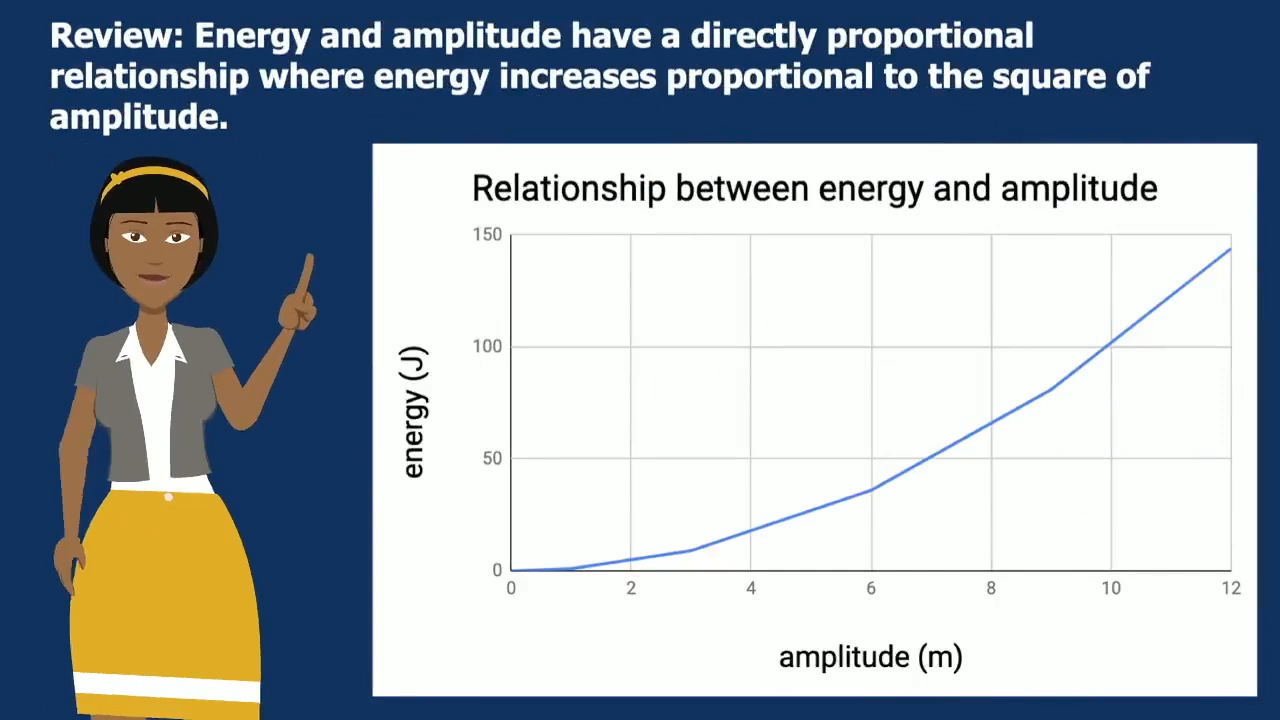 Review: Energy and amplitude have a directly proportional
relationship where energy increases proportional to the square of
amplitude.
Relationship between energy and amplitude
150
100
50
0
energy (J)
0 2 4 6 8 10 12
amplitude (m)